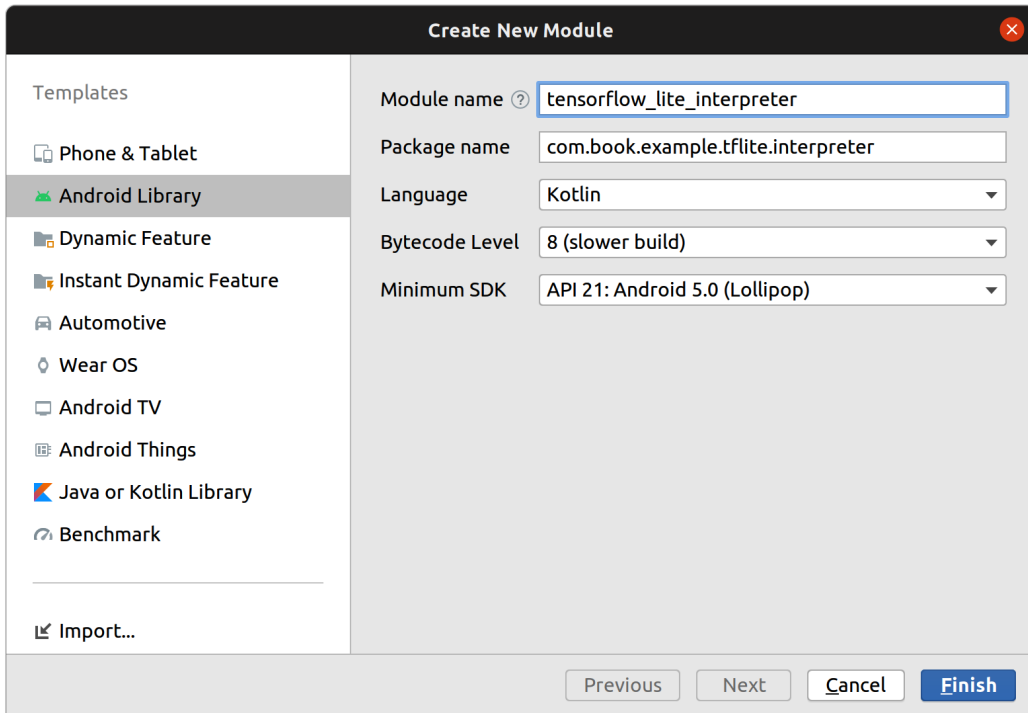 Create New Module
Templates
Phone & Tablet
Android Library
Dynamic Feature
Instant Dynamic Feature
Automotive
Wear OS
Android TV
Android Things
Java or Kotlin Library
Benchmark
Import...
Module name ? tensorflow_lite_interpreter
Package name com.book.example.tflite.interpreter
Language Kotlin
Bytecode Level 8 (slower build)
Minimum SDK API 21: Android 5.0 (Lollipop)
Previous Next Cancel Finish